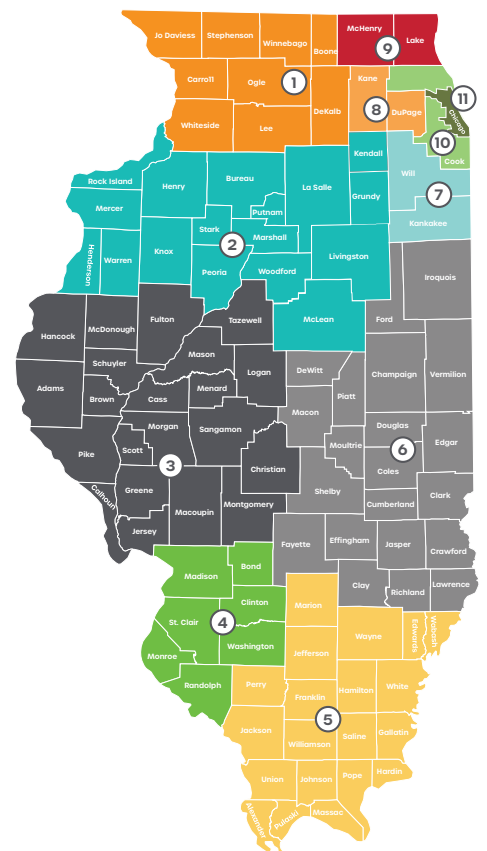 McHenry
Jo Daviess
Stephenson
Winnebago
Boone
Lake
9
Carroll
Ogle
1
Kane
11
Chicago
8
DeKalb
DuPage
Whiteside
Lee
10
Cook
Kendall
Will
Rock Island
Henry
Bureau
La Salle
7
Grundy
Mercer
Putnam
Kankakee
Stark
Marshall
2
Knox
Henderson
Warren
Peoria
Woodford
Livingston
Iroquois
Hancock
McDonough
Fulton
Tazewell
McLean
Ford
Mason
Schuyler
Logan
DeWitt
Champaign
Vermilion
Adams
Menard
Brown
Cass
Piatt
Macon
Morgan
Sangamon
Douglas
Moultrie
6
Edgar
Scott
Pike
3
Christian
Coles
Greene
Shelby
Calhoun
Montgomery
Cumberland
Clark
Macoupin
Jersey
Fayette
Effingham
Jasper
Crawford
Bond
Madison
Clay
Richland
Lawrence
Clinton
Marion
St. Clair
4
Wayne
Edwards
Wabash
Washington
Jefferson
Monroe
Randolph
Perry
Hamilton
White
Franklin
5
Jackson
Saline
Gallatin
Williamson
Union
Johnson
Pope
Hardin
Alexander
Pulaski
Massac